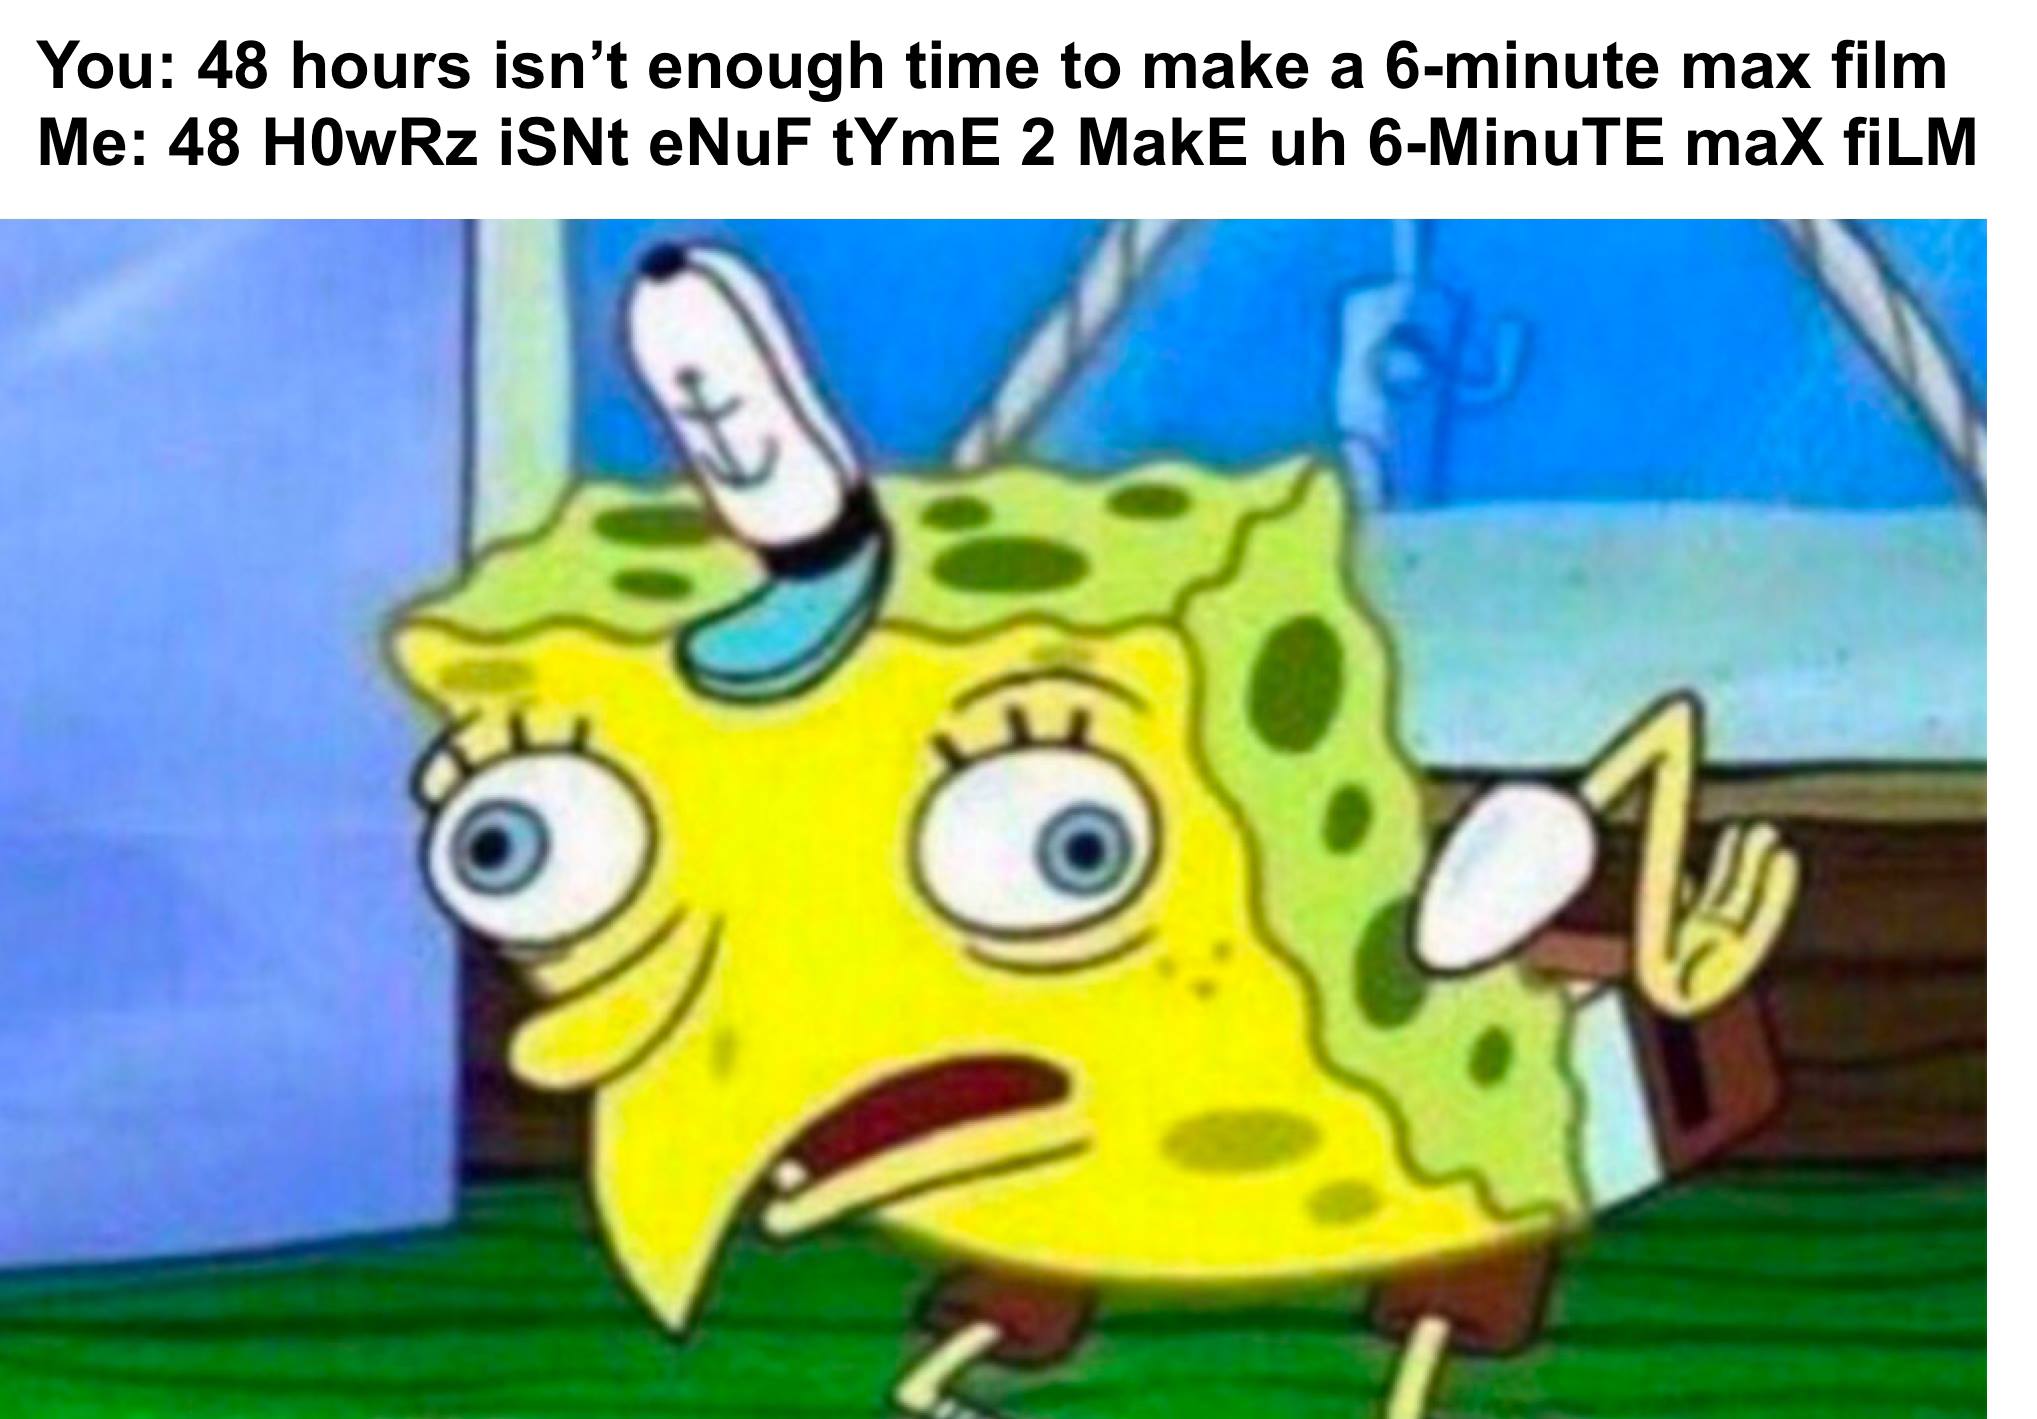 You: 48 hours isn’t enough time to make a 6-minute max film
Me: 48 H0wRz iSNt eNuF tYmE 2 MakE uh 6-MinuTE maX fiLM